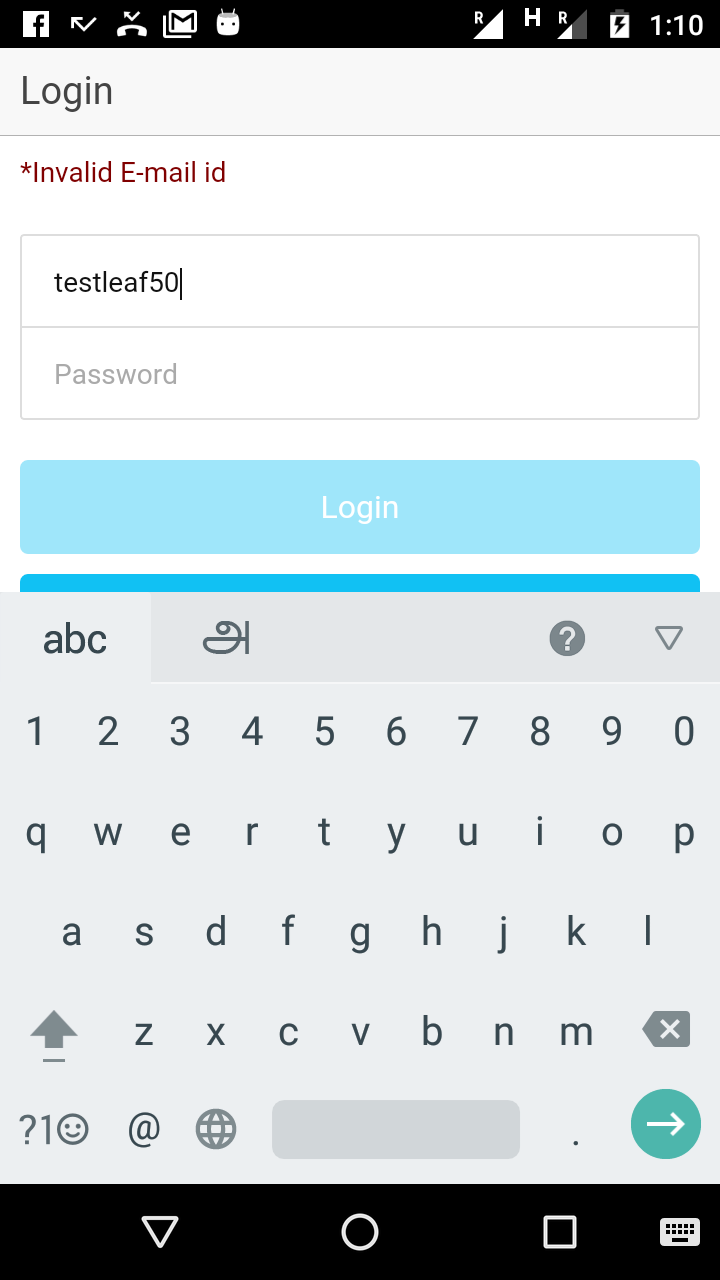 R H R 1:10
Login
*Invalid E-mail id
testleaf50
Password
Login
abc அ ?
1 2 3 4 5 6 7 8 9 0
q w e r t y u i o p
a s d f g h j k l
z x c v b n m
?1☺ @ .